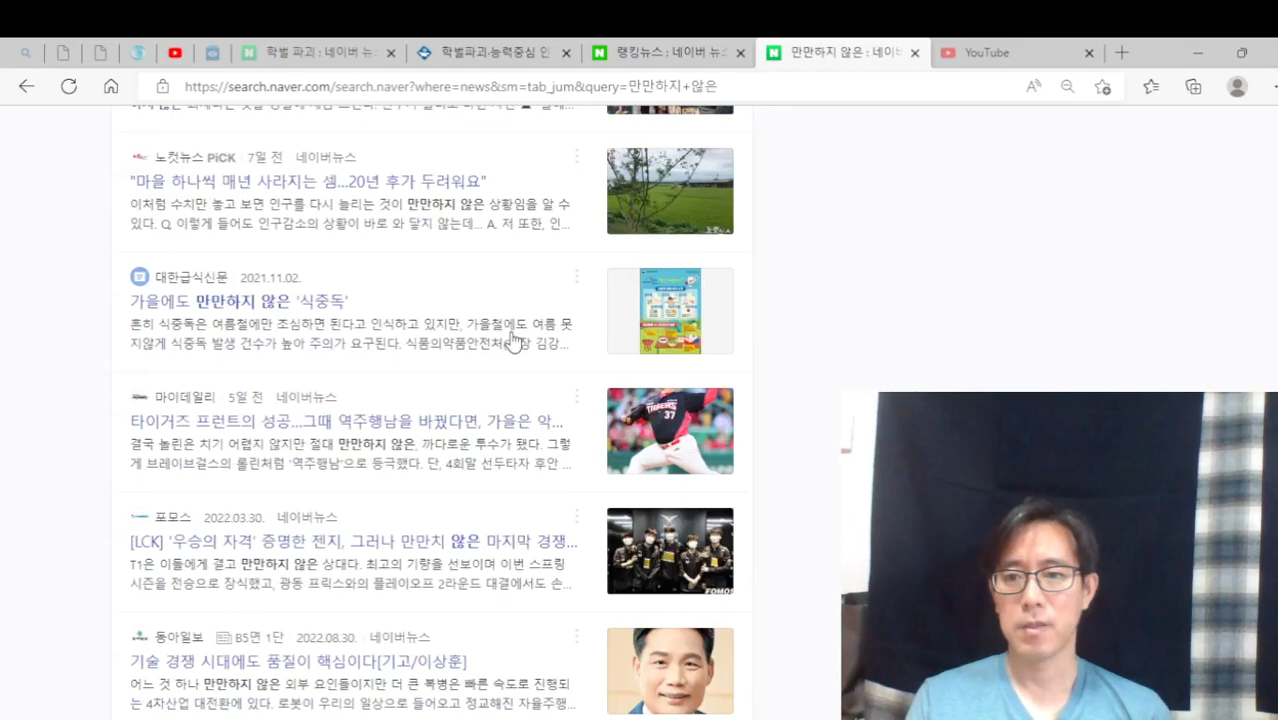 학벌 파괴 : 네이버 뉴
학벌파괴·능력중심 인
랭킹뉴스 : 네이버 뉴스
만만하지 않은 : 네이버
YouTube
https://search.naver.com/search.naver?where=news&sm=tab_jum&query=만만하지+않은
노컷뉴스 PiCK 7일 전 네이버뉴스
"마을 하나씩 매년 사라지는 셈...20년 후가 두려워요"
이처럼 수치만 놓고 보면 인구를 다시 늘리는 것이 만만하지 않은 상황임을 알 수
있다. Q. 이렇게 들어도 인구감소의 상황이 바로 와 닿지 않는데... A. 저 또한, 인...
노컷뉴스
대한급식신문 2021.11.02.
가을에도 만만하지 않은 '식중독'
흔히 식중독은 여름철에만 조심하면 된다고 인식하고 있지만, 가을철에도 여름 못
지않게 식중독 발생 건수가 높아 주의가 요구된다. 식품의약품안전처 김강...
마이데일리 5일 전 네이버뉴스
타이거즈 프런트의 성공...그때 역주행남을 바꿨다면, 가을은 악...
결국 놀린은 치기 어렵지 않지만 절대 만만하지 않은, 까다로운 투수가 됐다. 그렇
게 브레이브걸스의 롤린처럼 '역주행남'으로 등극했다. 단, 4회말 선두타자 후안 ...
TIGERS
37
포모스 2022.03.30. 네이버뉴스
[LCK] '우승의 자격' 증명한 젠지, 그러나 만만치 않은 마지막 경쟁...
T1은 이들에게 결고 만만하지 않은 상대다. 최고의 기량을 선보이며 이번 스프링
시즌을 전승으로 장식했고, 광동 프릭스와의 플레이오프 2라운드 대결에서도 손...
FOMOS
동아일보 B5면 1단 2022.08.30. 네이버뉴스
기술 경쟁 시대에도 품질이 핵심이다[기고/이상훈]
어느 것 하나 만만하지 않은 외부 요인들이지만 더 큰 복병은 빠른 속도로 진행되
는 4차산업 대전환에 있다. 로봇이 우리의 일상으로 들어오고 정교해진 자율주행...